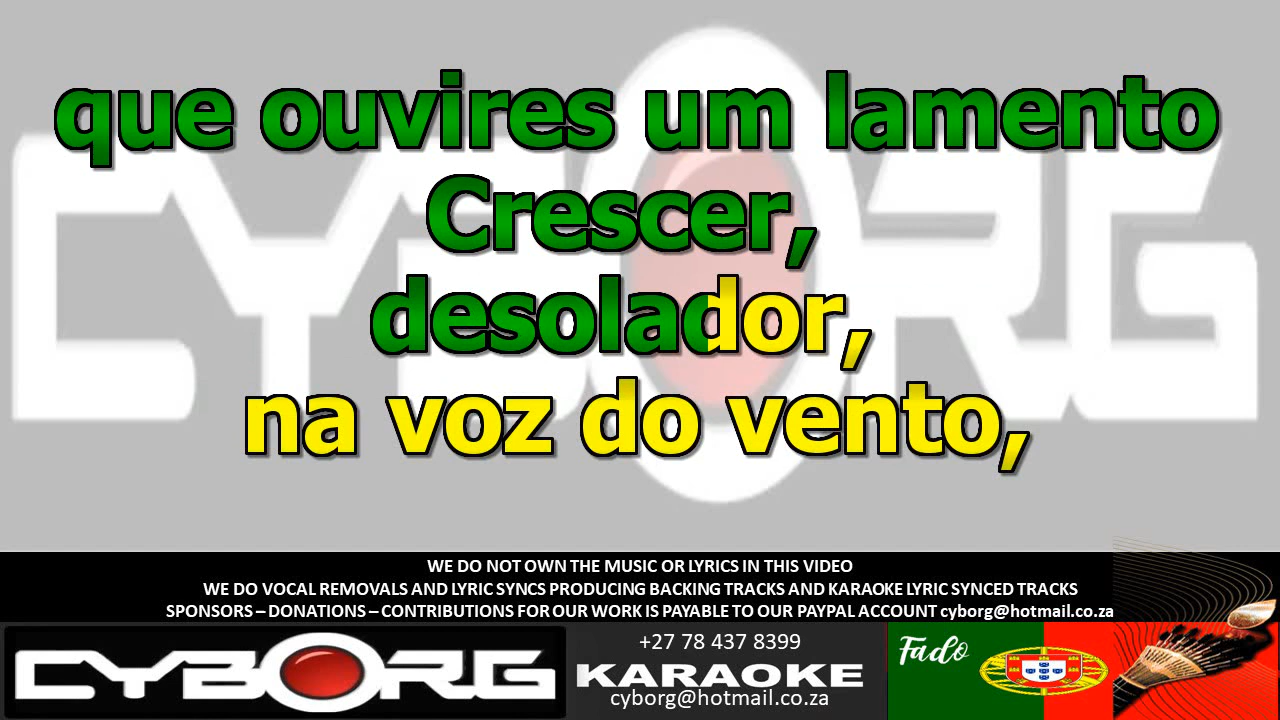 que ouvires um lamento
Crescer,
desolador,
na voz do vento,
CYBORG
WE DO NOT OWN THE MUSIC OR LYRICS IN THIS VIDEO
WE DO VOCAL REMOVALS AND LYRIC SYNCS PRODUCING BACKING TRACKS AND KARAOKE LYRIC SYNCED TRACKS
SPONSORS – DONATIONS – CONTRIBUTIONS FOR OUR WORK IS PAYABLE TO OUR PAYPAL ACCOUNT cyborg@hotmail.co.za
CYBORG
+27 78 437 8399
KARAOKE
cyborg@hotmail.co.za
Fado